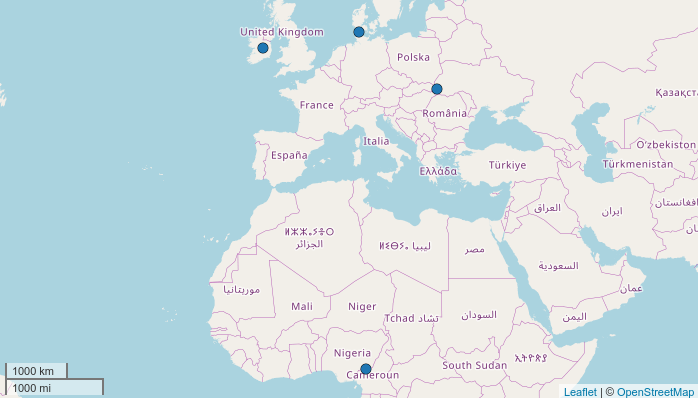 United Kingdom
Polska
Қазақста
France
România
Italia
O'zbekiston
España
Ελλάδα
Türkiye
Türkmenistan
افغانستان
العراق
ایران
ⵍⵣⵣⴰⵢⴻⵔ
الجزائر
ⵍⵉⴱⵢⴰ ليبيا
مصر
السعودية
عمان
موريتانيا
Mali
Niger
Tchad تشاد
السودان
اليمن
Nigeria
South Sudan
ኢትዮጵያ
Cameroun
1000 km
1000 mi
Leaflet | © OpenStreetMap